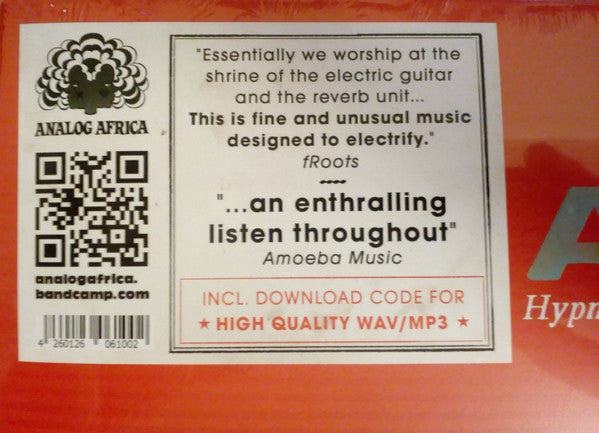 ANALOG AFRICA
analogafrica.
bandcamp.com
4 260126 061002
"Essentially we worship at the
shrine of the electric guitar
and the reverb unit...
This is fine and unusual music
designed to electrify."
fRoots
"...an enthralling
listen throughout"
Amoeba Music
INCL. DOWNLOAD CODE FOR
★ HIGH QUALITY WAV/MP3 ★
A
Hypn